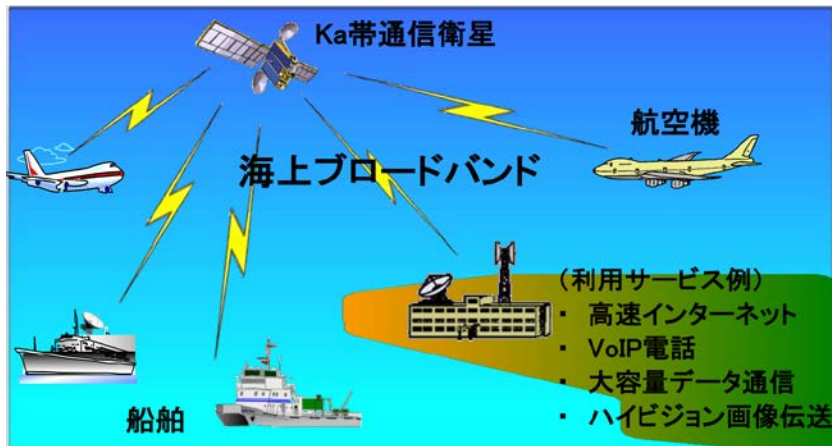 Ka帯通信衛星
航空機
海上ブロードバンド
（利用サービス例）
・ 高速インターネット
・ VoIP電話
・ 大容量データ通信
・ ハイビジョン画像伝送
船舶